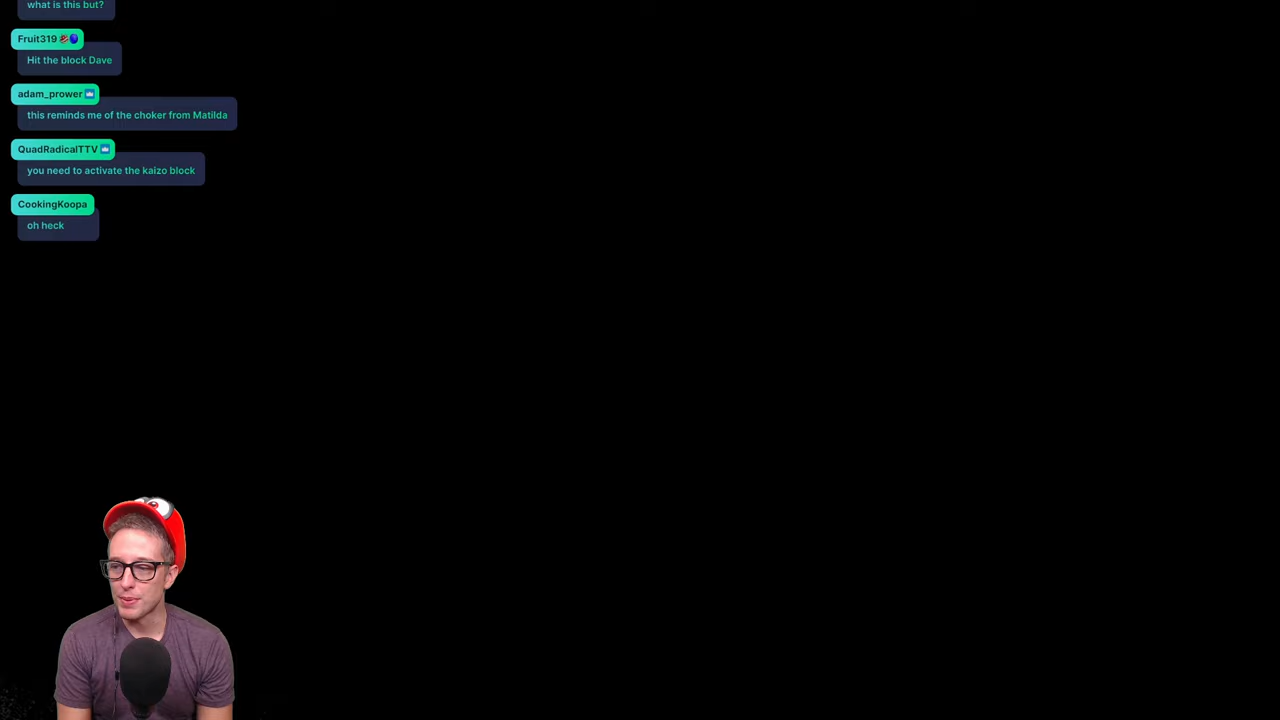 what is this but?
Fruit319
Hit the block Dave
adam_prower
this reminds me of the choker from Matilda
QuadRadicalTTV
you need to activate the kaizo block
CookingKoopa
oh heck